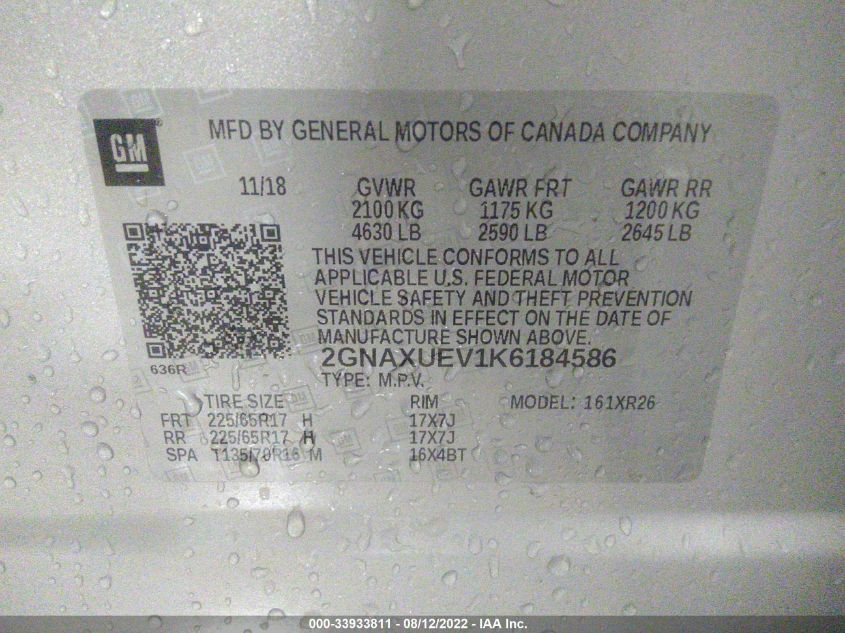 GM
MFD BY GENERAL MOTORS OF CANADA COMPANY
11/18 GVWR GAWR FRT GAWR RR
2100 KG 1175 KG 1200 KG
4630 LB 2590 LB 2645 LB
THIS VEHICLE CONFORMS TO ALL
APPLICABLE U.S. FEDERAL MOTOR
VEHICLE SAFETY AND THEFT PREVENTION
STANDARDS IN EFFECT ON THE DATE OF
MANUFACTURE SHOWN ABOVE.
636R 2GNAXUEV1K6184586
TYPE: M.P.V.
TIRE SIZE RIM MODEL: 161XR26
FRT 225/65R17 H 17X7J
RR 225/65R17 H 17X7J
SPA T135/70R16 M 16X4BT
000-33933811 - 08/12/2022 - IAA Inc.